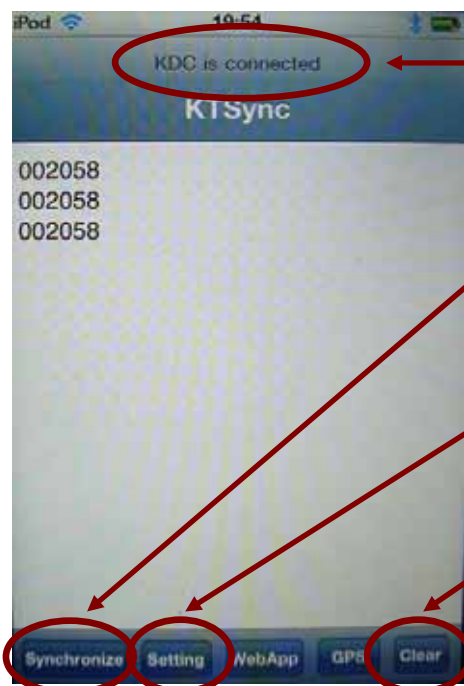 iPod 19:54
KDC is connected
KTSync
002058
002058
002058
Synchronize Setting WebApp GPS Clear